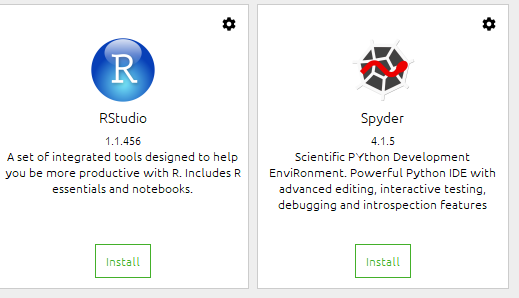 R
RStudio
1.1.456
A set of integrated tools designed to help
you be more productive with R. Includes R
essentials and notebooks.
Install
Spyder
4.1.5
Scientific PYthon Development
EnviRonment. Powerful Python IDE with
advanced editing, interactive testing,
debugging and introspection features
Install